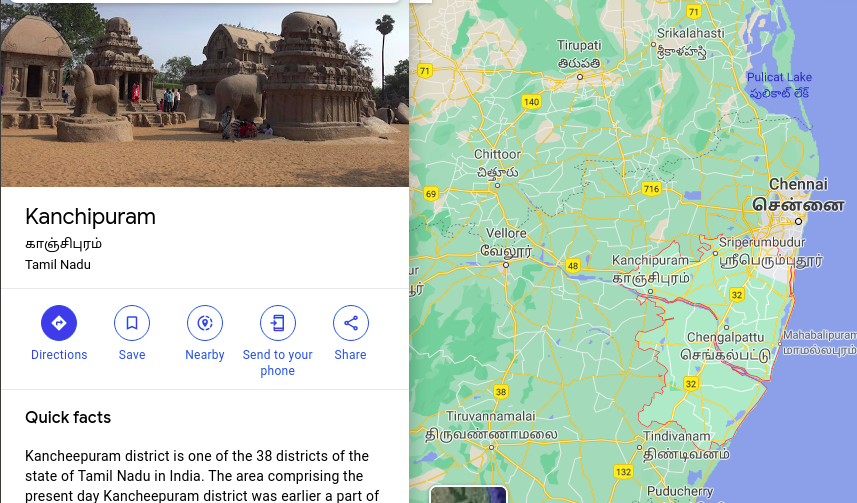 Kanchipuram
காஞ்சிபுரம்
Tamil Nadu
Directions
Save
Nearby
Send to your
phone
Share
Quick facts
Kancheepuram district is one of the 38 districts of the
state of Tamil Nadu in India. The area comprising the
present day Kancheepuram district was earlier a part of
71
Srikalahasti
శ్రీకాళహస్తి
Tirupati
తిరుపతి
71
Pulicat Lake
పులికాట్ లేక్
140
Chittoor
చిత్తూరు
69
716
Chennai
சென்னை
Vellore
வேலூர்
Sriperumbudur
ஸ்ரீபெரும்புதூர்
48
Kanchipuram
காஞ்சிபுரம்
32
Chengalpattu
செங்கல்பட்டு
Mahabalipuram
மாமல்லபுரம்
32
38
Tiruvannamalai
திருவண்ணாமலை
Tindivanam
திண்டிவனம்
132
Puducherry